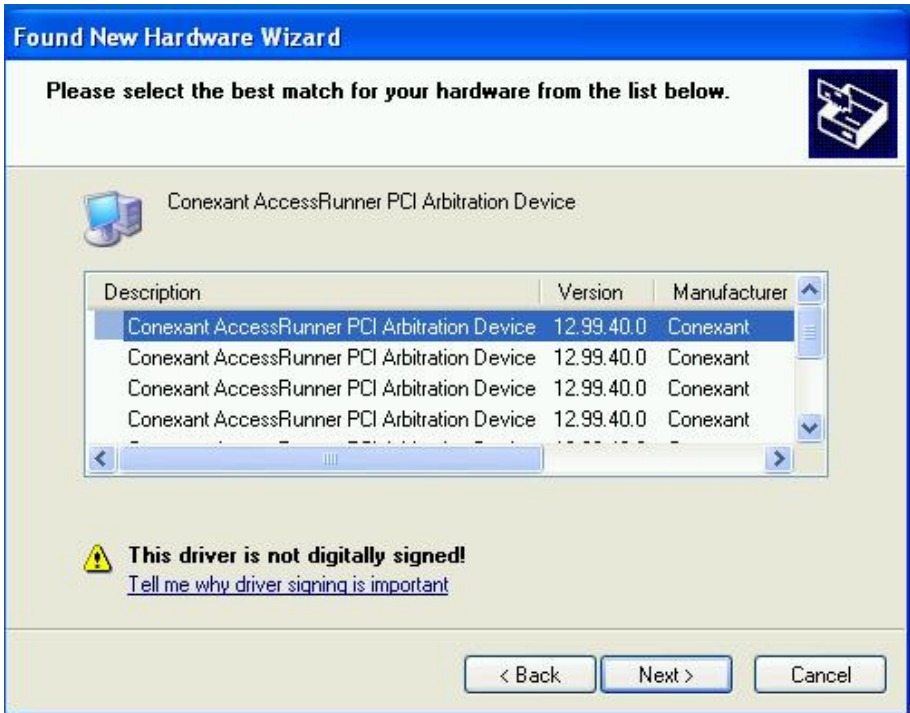 Found New Hardware Wizard
Please select the best match for your hardware from the list below.
Conexant AccessRunner PCI Arbitration Device
Description Version Manufacturer
Conexant AccessRunner PCI Arbitration Device 12.99.40.0 Conexant
Conexant AccessRunner PCI Arbitration Device 12.99.40.0 Conexant
Conexant AccessRunner PCI Arbitration Device 12.99.40.0 Conexant
Conexant AccessRunner PCI Arbitration Device 12.99.40.0 Conexant
This driver is not digitally signed!
Tell me why driver signing is important
< Back Next > Cancel